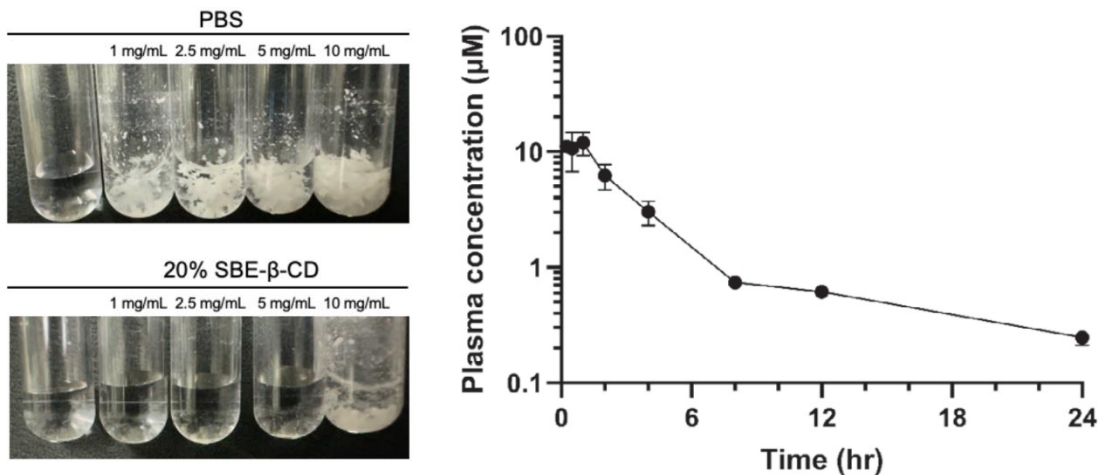 PBS
1 mg/mL 2.5 mg/mL 5 mg/mL 10 mg/mL
20% SBE-β-CD
1 mg/mL 2.5 mg/mL 5 mg/mL 10 mg/mL
Plasma concentration (μM)
100
10
1
0.1
0 6 12 18 24
Time (hr)